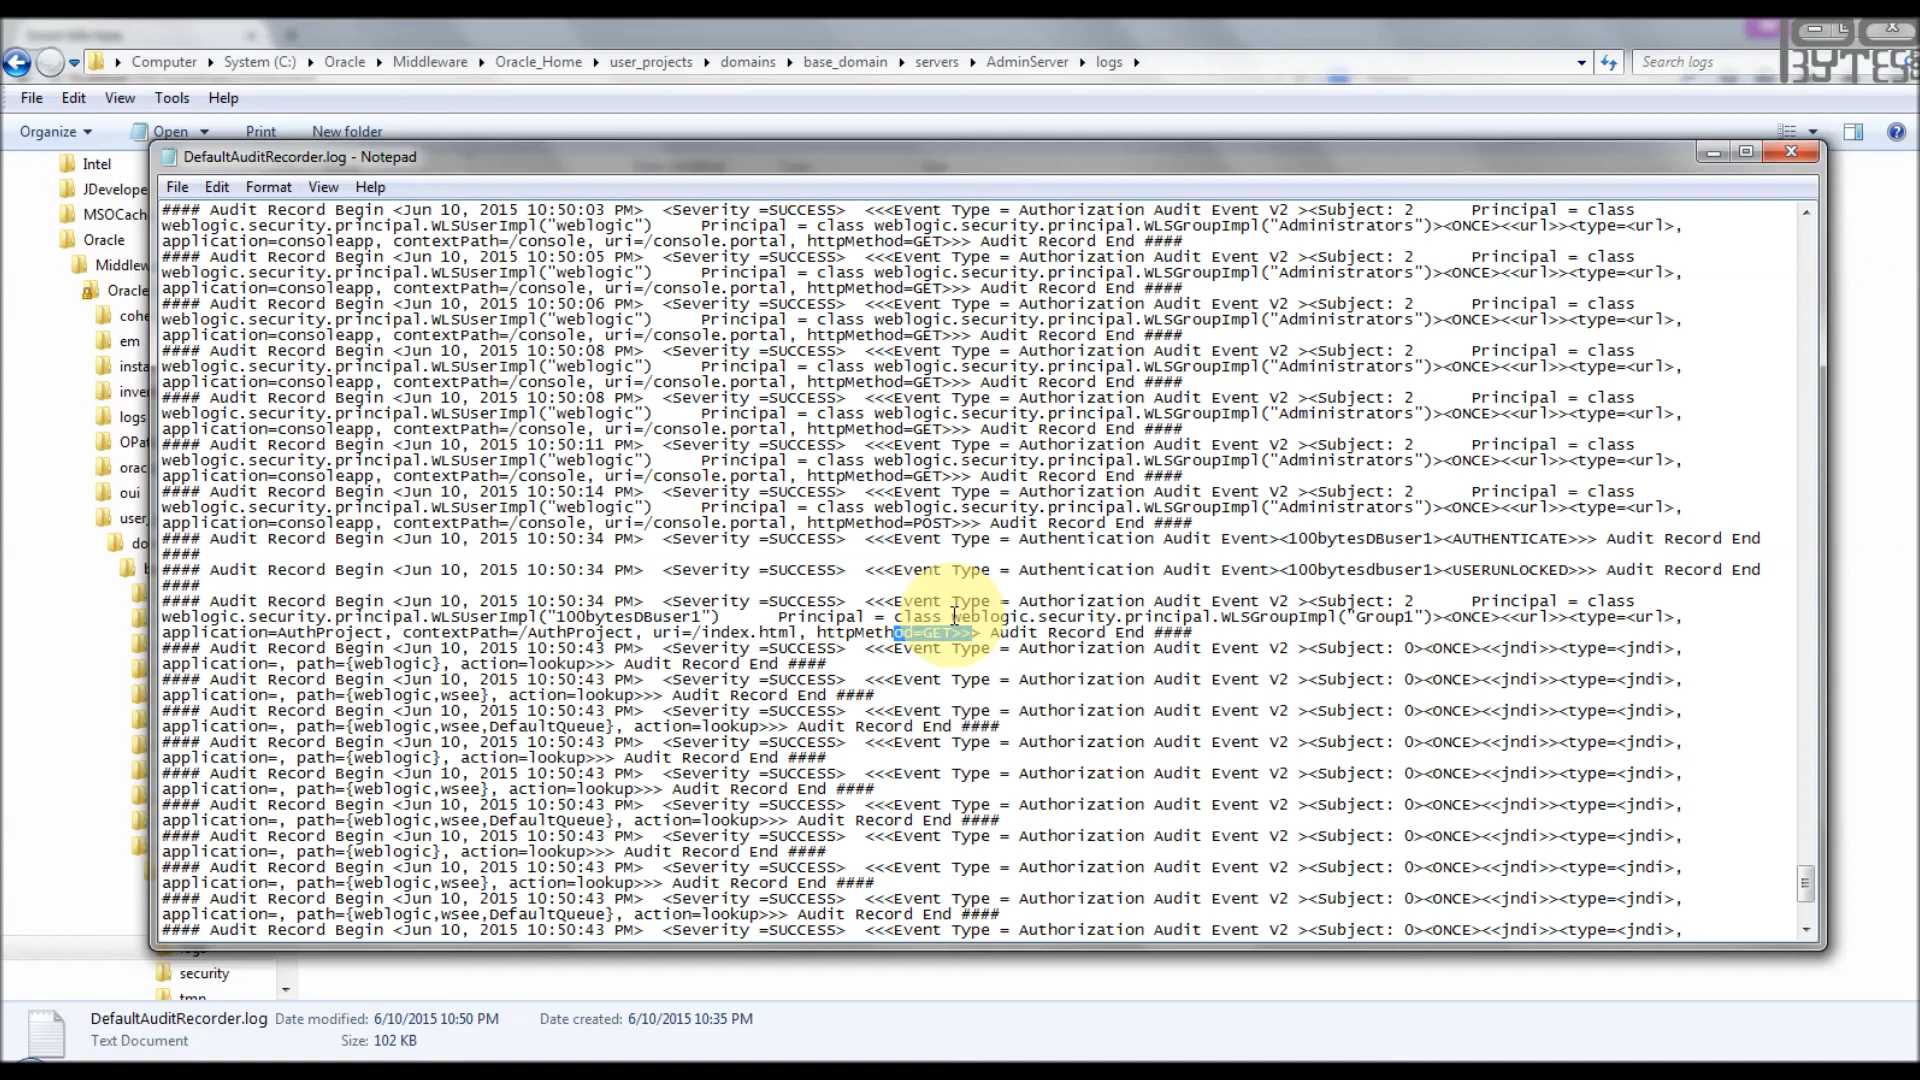 Computer System (C:) Oracle Middleware Oracle_Home user_projects domains base_domain servers AdminServer logs Search logs
BYTES
File Edit View Tools Help
Organize Open Print New folder
Intel
JDevelope
MSOCach
Oracle
Middlew
Oracle
cohe
em
insta
inver
logs
OPat
orac
oui
user_
do
b
DefaultAuditRecorder.log - Notepad
File Edit Format View Help
#### Audit Record Begin <Jun 10, 2015 10:50:03 PM> <Severity =SUCCESS> <<<Event Type = Authorization Audit Event V2 ><Subject: 2 Principal = class
weblogic.security.principal.WLSUserImpl("weblogic") Principal = class weblogic.security.principal.WLSGroupImpl("Administrators")><ONCE><<url>><type=<url>,
application=consoleapp, contextPath=/console, uri=/console.portal, httpMethod=GET>>> Audit Record End ####
#### Audit Record Begin <Jun 10, 2015 10:50:05 PM> <Severity =SUCCESS> <<<Event Type = Authorization Audit Event V2 ><Subject: 2 Principal = class
weblogic.security.principal.WLSUserImpl("weblogic") Principal = class weblogic.security.principal.WLSGroupImpl("Administrators")><ONCE><<url>><type=<url>,
application=consoleapp, contextPath=/console, uri=/console.portal, httpMethod=GET>>> Audit Record End ####
#### Audit Record Begin <Jun 10, 2015 10:50:06 PM> <Severity =SUCCESS> <<<Event Type = Authorization Audit Event V2 ><Subject: 2 Principal = class
weblogic.security.principal.WLSUserImpl("weblogic") Principal = class weblogic.security.principal.WLSGroupImpl("Administrators")><ONCE><<url>><type=<url>,
application=consoleapp, contextPath=/console, uri=/console.portal, httpMethod=GET>>> Audit Record End ####
#### Audit Record Begin <Jun 10, 2015 10:50:08 PM> <Severity =SUCCESS> <<<Event Type = Authorization Audit Event V2 ><Subject: 2 Principal = class
weblogic.security.principal.WLSUserImpl("weblogic") Principal = class weblogic.security.principal.WLSGroupImpl("Administrators")><ONCE><<url>><type=<url>,
application=consoleapp, contextPath=/console, uri=/console.portal, httpMethod=GET>>> Audit Record End ####
#### Audit Record Begin <Jun 10, 2015 10:50:08 PM> <Severity =SUCCESS> <<<Event Type = Authorization Audit Event V2 ><Subject: 2 Principal = class
weblogic.security.principal.WLSUserImpl("weblogic") Principal = class weblogic.security.principal.WLSGroupImpl("Administrators")><ONCE><<url>><type=<url>,
application=consoleapp, contextPath=/console, uri=/console.portal, httpMethod=GET>>> Audit Record End ####
#### Audit Record Begin <Jun 10, 2015 10:50:11 PM> <Severity =SUCCESS> <<<Event Type = Authorization Audit Event V2 ><Subject: 2 Principal = class
weblogic.security.principal.WLSUserImpl("weblogic") Principal = class weblogic.security.principal.WLSGroupImpl("Administrators")><ONCE><<url>><type=<url>,
application=consoleapp, contextPath=/console, uri=/console.portal, httpMethod=GET>>> Audit Record End ####
#### Audit Record Begin <Jun 10, 2015 10:50:14 PM> <Severity =SUCCESS> <<<Event Type = Authorization Audit Event V2 ><Subject: 2 Principal = class
weblogic.security.principal.WLSUserImpl("weblogic") Principal = class weblogic.security.principal.WLSGroupImpl("Administrators")><ONCE><<url>><type=<url>,
application=consoleapp, contextPath=/console, uri=/console.portal, httpMethod=POST>>> Audit Record End ####
#### Audit Record Begin <Jun 10, 2015 10:50:34 PM> <Severity =SUCCESS> <<<Event Type = Authentication Audit Event><100bytesDBuser1><AUTHENTICATE>>> Audit Record End
####
#### Audit Record Begin <Jun 10, 2015 10:50:34 PM> <Severity =SUCCESS> <<<Event Type = Authentication Audit Event><100bytesdbuser1><USERUNLOCKED>>> Audit Record End
####
#### Audit Record Begin <Jun 10, 2015 10:50:34 PM> <Severity =SUCCESS> <<<Event Type = Authorization Audit Event V2 ><Subject: 2 Principal = class
weblogic.security.principal.WLSUserImpl("100bytesDBuser1") Principal = class weblogic.security.principal.WLSGroupImpl("Group1")><ONCE><<url>><type=<url>,
application=AuthProject, contextPath=/AuthProject, uri=/index.html, httpMethod=GET>>> Audit Record End ####
#### Audit Record Begin <Jun 10, 2015 10:50:43 PM> <Severity =SUCCESS> <<<Event Type = Authorization Audit Event V2 ><Subject: 0><ONCE><<jndi>><type=<jndi>,
application=, path={weblogic}, action=lookup>>> Audit Record End ####
#### Audit Record Begin <Jun 10, 2015 10:50:43 PM> <Severity =SUCCESS> <<<Event Type = Authorization Audit Event V2 ><Subject: 0><ONCE><<jndi>><type=<jndi>,
application=, path={weblogic,wsee}, action=lookup>>> Audit Record End ####
#### Audit Record Begin <Jun 10, 2015 10:50:43 PM> <Severity =SUCCESS> <<<Event Type = Authorization Audit Event V2 ><Subject: 0><ONCE><<jndi>><type=<jndi>,
application=, path={weblogic,wsee,DefaultQueue}, action=lookup>>> Audit Record End ####
#### Audit Record Begin <Jun 10, 2015 10:50:43 PM> <Severity =SUCCESS> <<<Event Type = Authorization Audit Event V2 ><Subject: 0><ONCE><<jndi>><type=<jndi>,
application=, path={weblogic}, action=lookup>>> Audit Record End ####
#### Audit Record Begin <Jun 10, 2015 10:50:43 PM> <Severity =SUCCESS> <<<Event Type = Authorization Audit Event V2 ><Subject: 0><ONCE><<jndi>><type=<jndi>,
application=, path={weblogic,wsee}, action=lookup>>> Audit Record End ####
#### Audit Record Begin <Jun 10, 2015 10:50:43 PM> <Severity =SUCCESS> <<<Event Type = Authorization Audit Event V2 ><Subject: 0><ONCE><<jndi>><type=<jndi>,
application=, path={weblogic,wsee,DefaultQueue}, action=lookup>>> Audit Record End ####
#### Audit Record Begin <Jun 10, 2015 10:50:43 PM> <Severity =SUCCESS> <<<Event Type = Authorization Audit Event V2 ><Subject: 0><ONCE><<jndi>><type=<jndi>,
application=, path={weblogic}, action=lookup>>> Audit Record End ####
#### Audit Record Begin <Jun 10, 2015 10:50:43 PM> <Severity =SUCCESS> <<<Event Type = Authorization Audit Event V2 ><Subject: 0><ONCE><<jndi>><type=<jndi>,
application=, path={weblogic,wsee}, action=lookup>>> Audit Record End ####
#### Audit Record Begin <Jun 10, 2015 10:50:43 PM> <Severity =SUCCESS> <<<Event Type = Authorization Audit Event V2 ><Subject: 0><ONCE><<jndi>><type=<jndi>,
application=, path={weblogic,wsee,DefaultQueue}, action=lookup>>> Audit Record End ####
#### Audit Record Begin <Jun 10, 2015 10:50:43 PM> <Severity =SUCCESS> <<<Event Type = Authorization Audit Event V2 ><Subject: 0><ONCE><<jndi>><type=<jndi>,
security
tmp
DefaultAuditRecorder.log Date modified: 6/10/2015 10:50 PM Date created: 6/10/2015 10:35 PM
Text Document Size: 102 KB